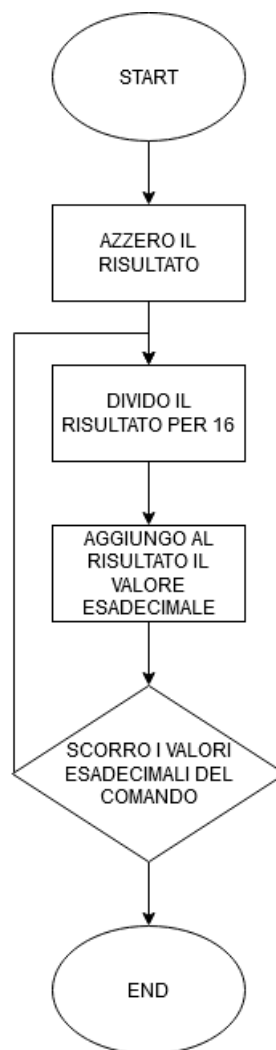 START
AZZERO IL
RISULTATO
DIVIDO IL
RISULTATO PER 16
AGGIUNGO AL
RISULTATO IL
VALORE
ESADECIMALE
SCORRO I VALORI
ESADECIMALI DEL
COMANDO
END